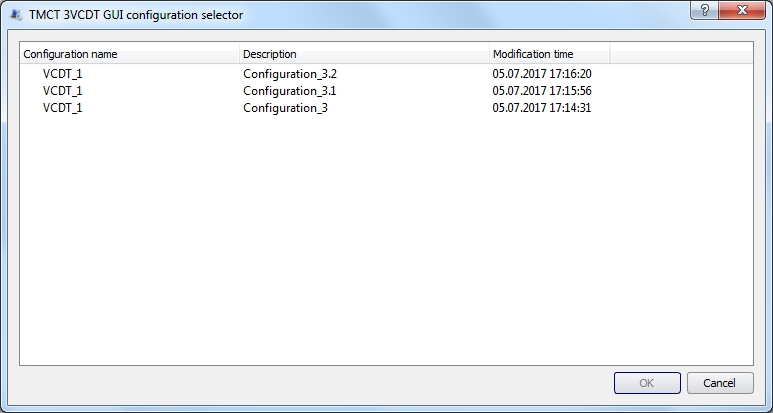 TMCT 3VCDT GUI configuration selector
Configuration name Description Modification time
VCDT_1 Configuration_3.2 05.07.2017 17:16:20
VCDT_1 Configuration_3.1 05.07.2017 17:15:56
VCDT_1 Configuration_3 05.07.2017 17:14:31
OK Cancel